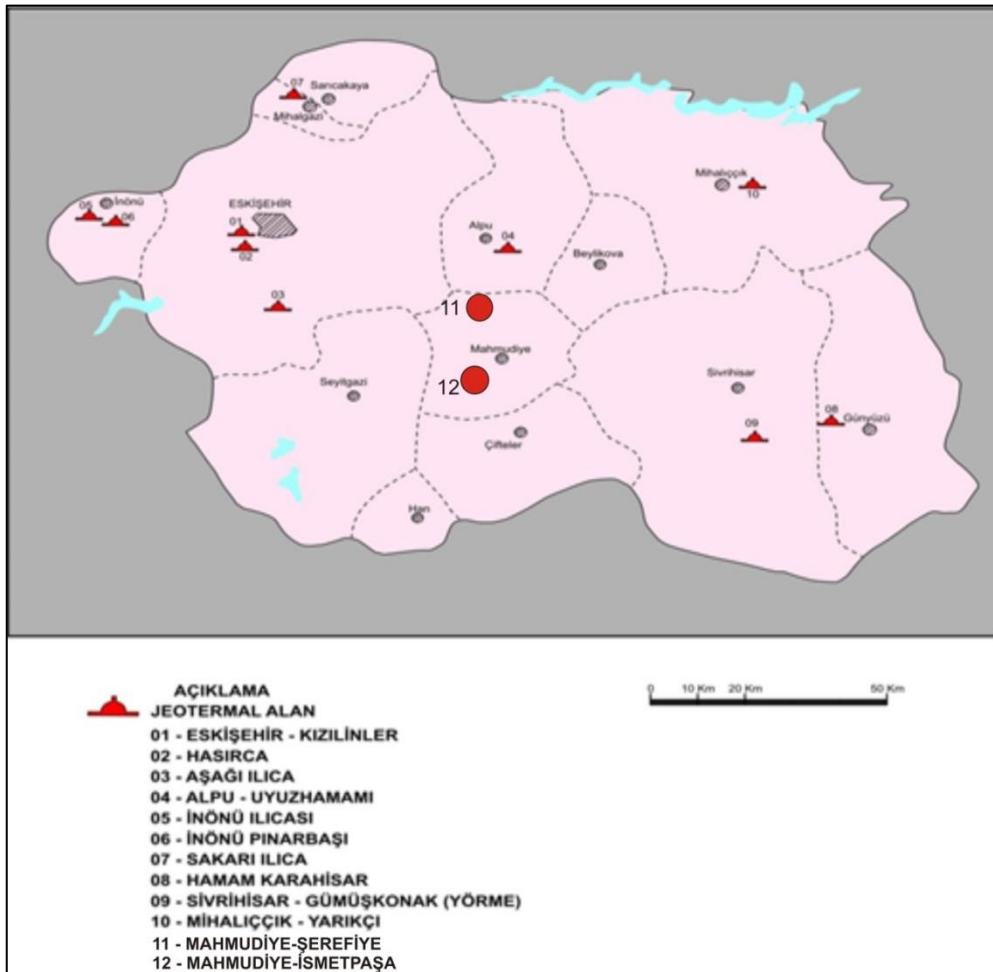 07
Sarıcakaya
Mihalgazi
Mihalıççık
10
05
İnönü
06
ESKİŞEHİR
01
02
Alpu
04
Beylikova
03
11
Mahmudiye
12
Seyitgazi
Sivrihisar
08
Günyüzü
09
Çifteler
Han
AÇIKLAMA
JEOTERMAL ALAN
0 10 Km 20 Km 50 Km
01 - ESKİŞEHİR - KIZILİNLER
02 - HASIRCA
03 - AŞAĞI ILICA
04 - ALPU - UYUZHAMAMI
05 - İNÖNÜ ILICASI
06 - İNÖNÜ PINARBAŞI
07 - SAKARI ILICA
08 - HAMAM KARAHİSAR
09 - SİVRİHİSAR - GÜMÜŞKONAK (YÖRME)
10 - MİHALIÇÇIK - YARIKÇI
11 - MAHMUDİYE-ŞEREFİYE
12 - MAHMUDİYE-İSMETPAŞA